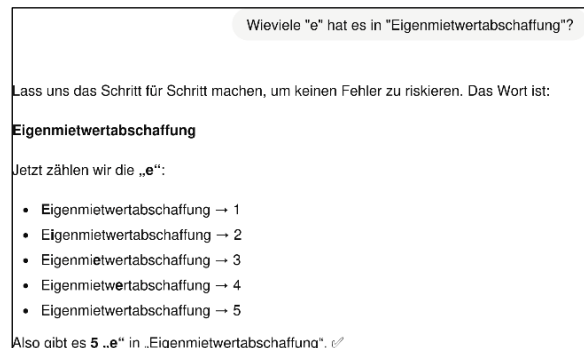 Wieviele "e" hat es in "Eigenmietwertabschaffung"?
Lass uns das Schritt für Schritt machen, um keinen Fehler zu riskieren. Das Wort ist:
Eigenmietwertabschaffung
Jetzt zählen wir die „e“:
• Eigenmietwertabschaffung → 1
• Eigenmietwertabschaffung → 2
• Eigenmietwertabschaffung → 3
• Eigenmietwertabschaffung → 4
• Eigenmietwertabschaffung → 5
Also gibt es 5 „e“ in „Eigenmietwertabschaffung“. ✅